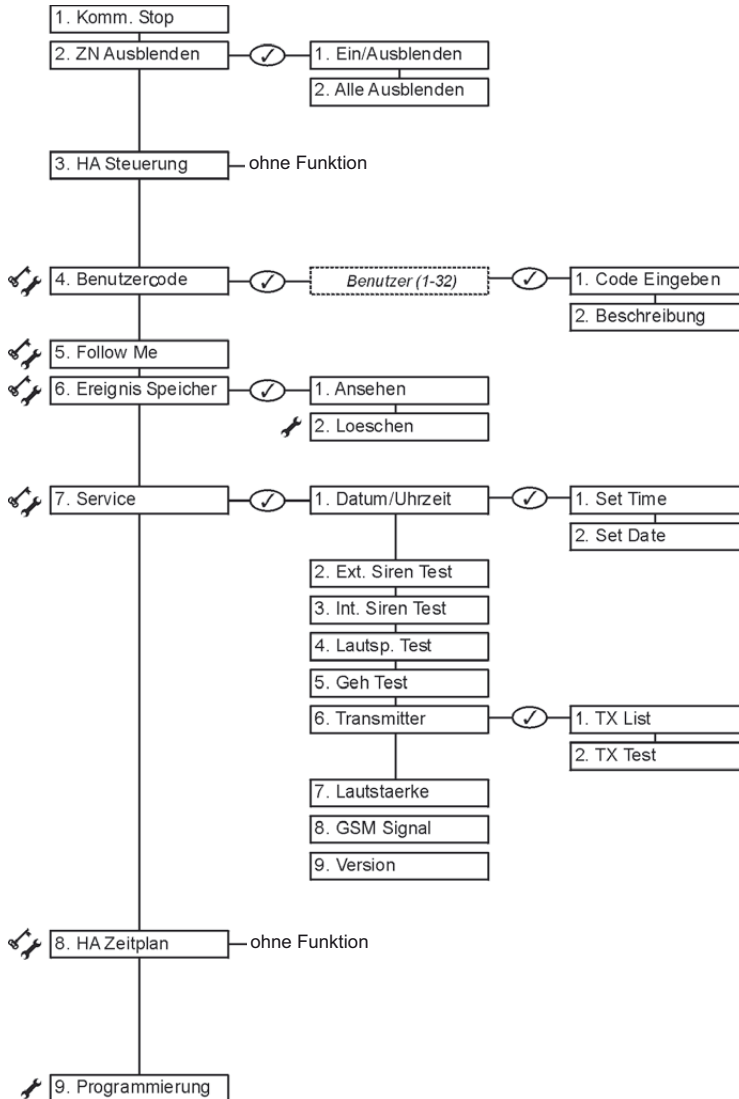 1. Komm. Stop
2. ZN Ausblenden
1. Ein/Ausblenden
2. Alle Ausblenden
3. HA Steuerung
ohne Funktion
4. Benutzercode
Benutzer (1-32)
1. Code Eingeben
2. Beschreibung
5. Follow Me
6. Ereignis Speicher
1. Ansehen
2. Loeschen
7. Service
1. Datum/Uhrzeit
1. Set Time
2. Set Date
2. Ext. Siren Test
3. Int. Siren Test
4. Lautsp. Test
5. Geh Test
6. Transmitter
1. TX List
2. TX Test
7. Lautstaerke
8. GSM Signal
9. Version
8. HA Zeitplan
ohne Funktion
9. Programmierung